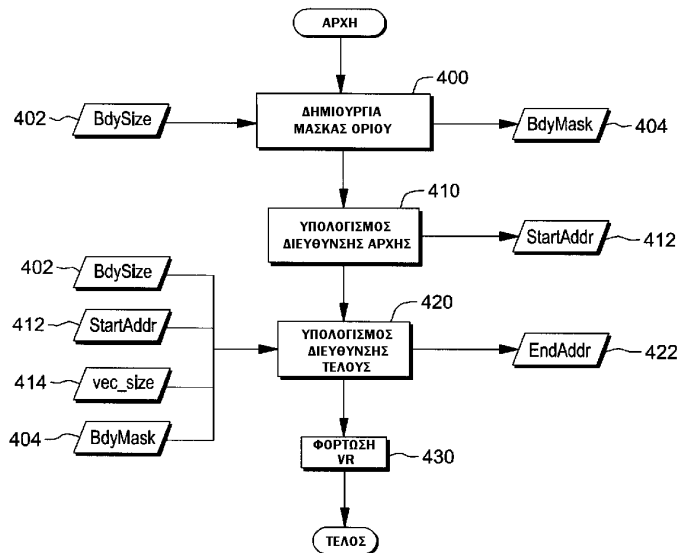 ΑΡΧΗ
400
402
BdySize
ΔΗΜΙΟΥΡΓΙΑ
ΜΑΣΚΑΣ ΟΡΙΟΥ
BdyMask
404
410
ΥΠΟΛΟΓΙΣΜΟΣ
ΔΙΕΥΘΥΝΣΗΣ ΑΡΧΗΣ
StartAddr
412
402
BdySize
420
412
StartAddr
ΥΠΟΛΟΓΙΣΜΟΣ
ΔΙΕΥΘΥΝΣΗΣ
ΤΕΛΟΥΣ
EndAddr
422
414
vec_size
404
BdyMask
ΦΟΡΤΩΣΗ
VR
430
ΤΕΛΟΣ